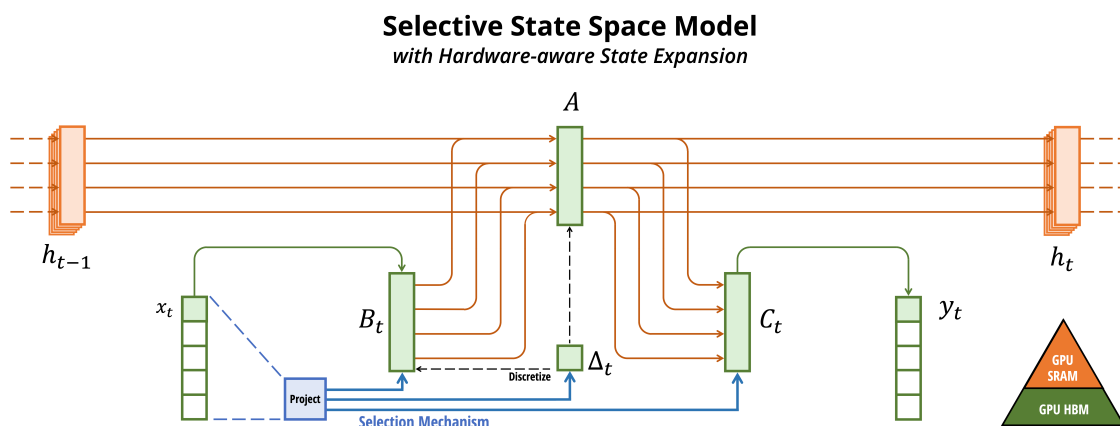 Selective State Space Model
with Hardware-aware State Expansion
A
h_{t-1}
h_t
x_t
B_t
C_t
y_t
Δ_t
Discretize
Project
Selection Mechanism
GPU
SRAM
GPU HBM